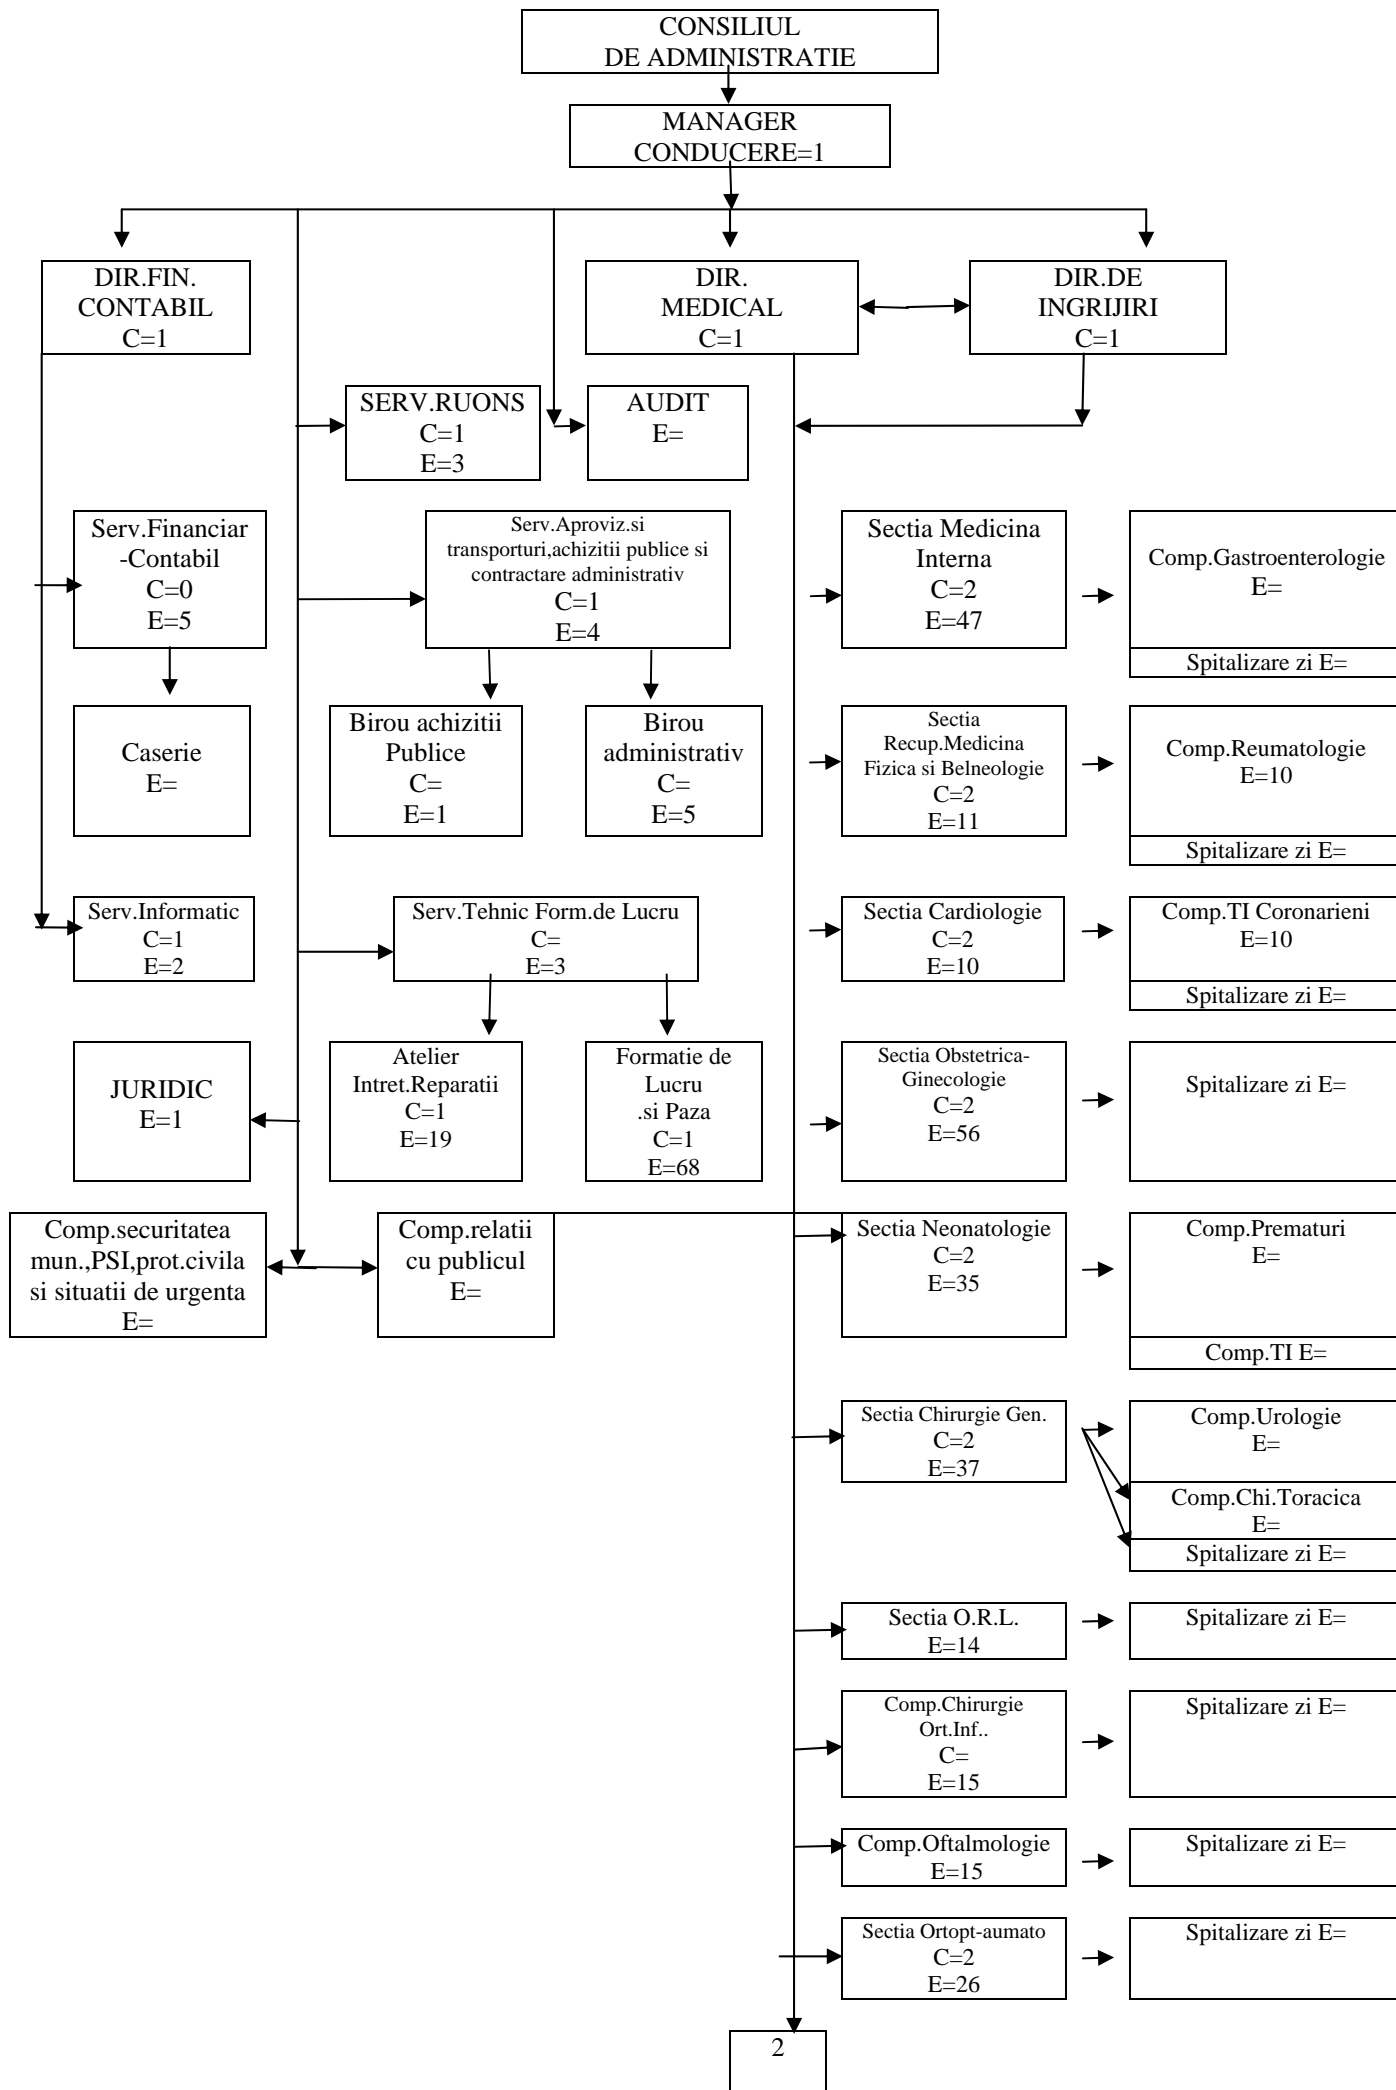 CONSILIUL
DE ADMINISTRATIE
MANAGER
CONDUCERE=1
DIR.FIN.
CONTABIL
C=1
DIR.
MEDICAL
C=1
DIR.DE
INGRIJIRI
C=1
SERV.RUONS
C=1
E=3
AUDIT
E=
Serv.Financiar
-Contabil
C=0
E=5
Serv.Aproviz.si
transporturi,achizitii publice si
contractare administrativ
C=1
E=4
Sectia Medicina
Interna
C=2
E=47
Comp.Gastroenterologie
E=
Spitalizare zi E=
Caserie
E=
Birou achizitii
Publice
C=
E=1
Birou
administrativ
C=
E=5
Sectia
Recup.Medicina
Fizica si Belneologie
C=2
E=11
Comp.Reumatologie
E=10
Spitalizare zi E=
Serv.Informatic
C=1
E=2
Serv.Tehnic Form.de Lucru
C=
E=3
Sectia Cardiologie
C=2
E=10
Comp.TI Coronarieni
E=10
Spitalizare zi E=
JURIDIC
E=1
Atelier
Intret.Reparatii
C=1
E=19
Formatie de
Lucru
.si Paza
C=1
E=68
Sectia Obstetrica-
Ginecologie
C=2
E=56
Spitalizare zi E=
Comp.securitatea
mun.,PSI,prot.civila
si situatii de urgenta
E=
Comp.relatii
cu publicul
E=
Sectia Neonatologie
C=2
E=35
Comp.Prematuri
E=
Comp.TI E=
Sectia Chirurgie Gen.
C=2
E=37
Comp.Urologie
E=
Comp.Chi.Toracica
E=
Spitalizare zi E=
Sectia O.R.L.
E=14
Spitalizare zi E=
Comp.Chirurgie
Ort.Inf..
C=
E=15
Spitalizare zi E=
Comp.Oftalmologie
E=15
Spitalizare zi E=
Sectia Ortopt-aumato
C=2
E=26
Spitalizare zi E=
2